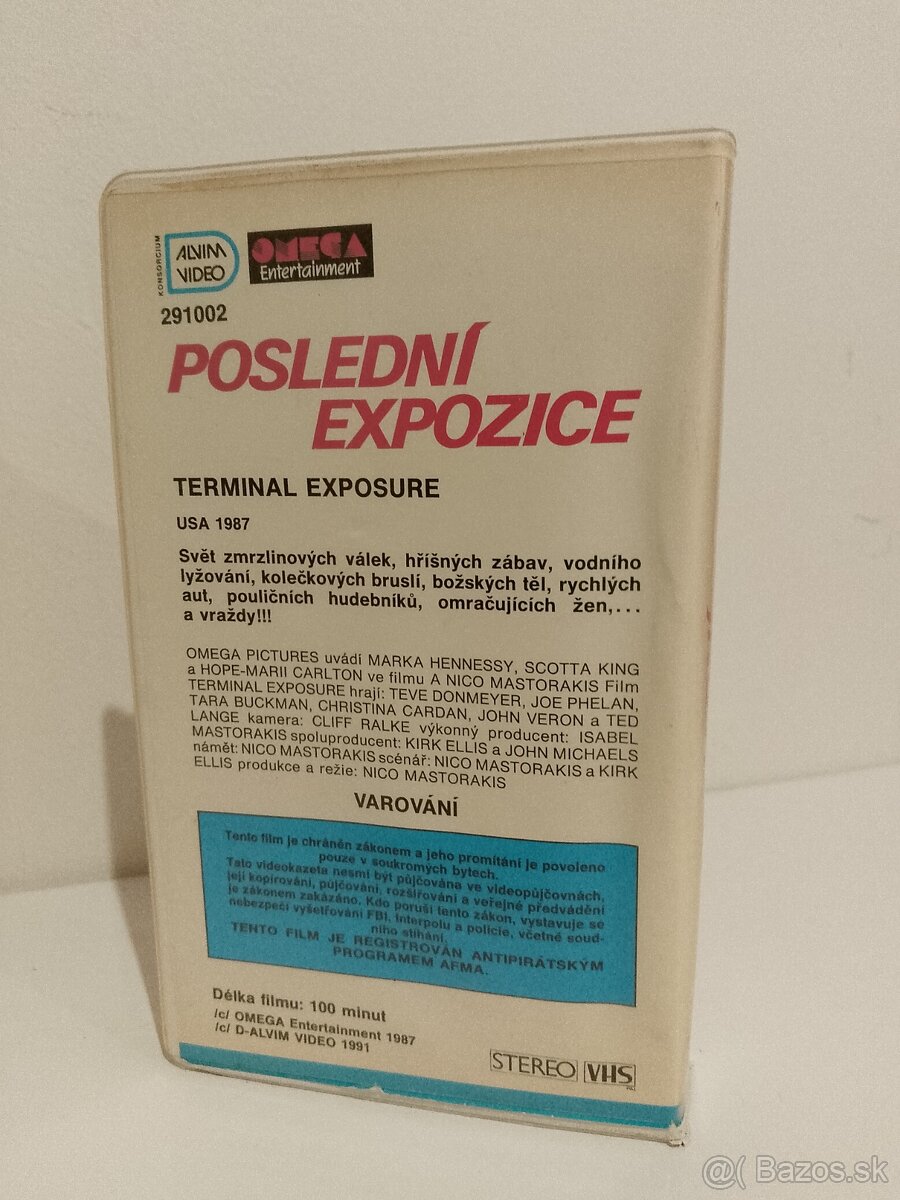 KONSORCIUM
ALVIM
VIDEO
OMEGA
Entertainment
291002
POSLEDNÍ
EXPOZICE
TERMINAL EXPOSURE
USA 1987
Svět zmrzlinových válek, hříšných zábav, vodního
lyžování, kolečkových bruslí, božských těl, rychlých
aut, pouličních hudebníků, omračujících žen,...
a vraždy!!!
OMEGA PICTURES uvádí MARKA HENNESSY, SCOTTA KING
a HOPE-MARII CARLTON ve filmu A NICO MASTORAKIS Film
TERMINAL EXPOSURE hrají: TEVE DONMEYER, JOE PHELAN,
TARA BUCKMAN, CHRISTINA CARDAN, JOHN VERON a TED
LANGE kamera: CLIFF RALKE výkonný producent: ISABEL
MASTORAKIS spoluproducent: KIRK ELLIS a JOHN MICHAELS
námět: NICO MASTORAKIS scénář: NICO MASTORAKIS a KIRK
ELLIS produkce a režie: NICO MASTORAKIS
VAROVÁNÍ
Tento film je chráněn zákonem a jeho promítání je povoleno
pouze v soukromých bytech.
Tato videokazeta nesmí být půjčována ve videopůjčovnách,
její kopírování, půjčování, rozšiřování a veřejné předvádění
je zákonem zakázáno. Kdo poruší tento zákon, vystavuje se
nebezpečí vyšetřování FBI, Interpolu a policie, včetně soud-
ního stíhání.
TENTO FILM JE REGISTROVÁN ANTIPIRÁTSKÝM
PROGRAMEM AFMA.
Délka filmu: 100 minut
/c/ OMEGA Entertainment 1987
/c/ D-ALVIM VIDEO 1991
STEREO VHS
@( Bazos.sk